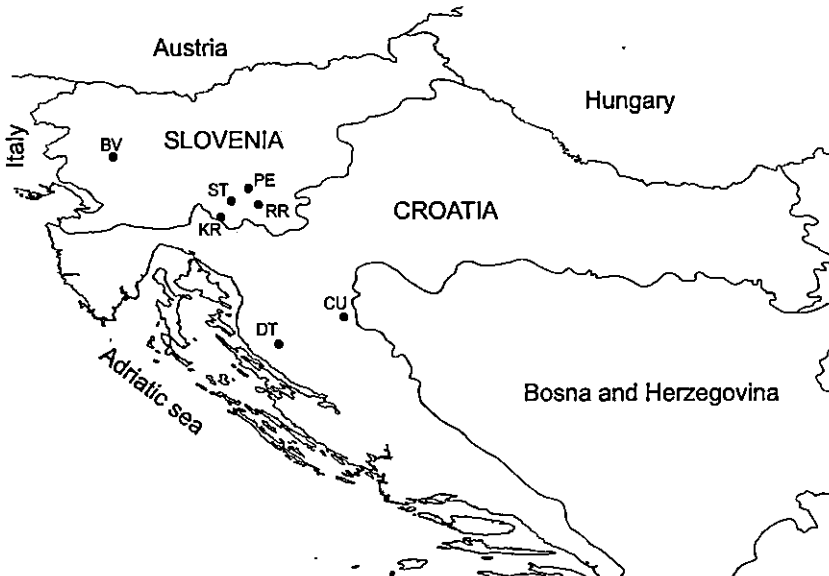 Austria
Hungary
Italy
BV
SLOVENIA
PE
ST
RR
KR
CROATIA
CU
DT
Adriatic sea
Bosna and Herzegovina